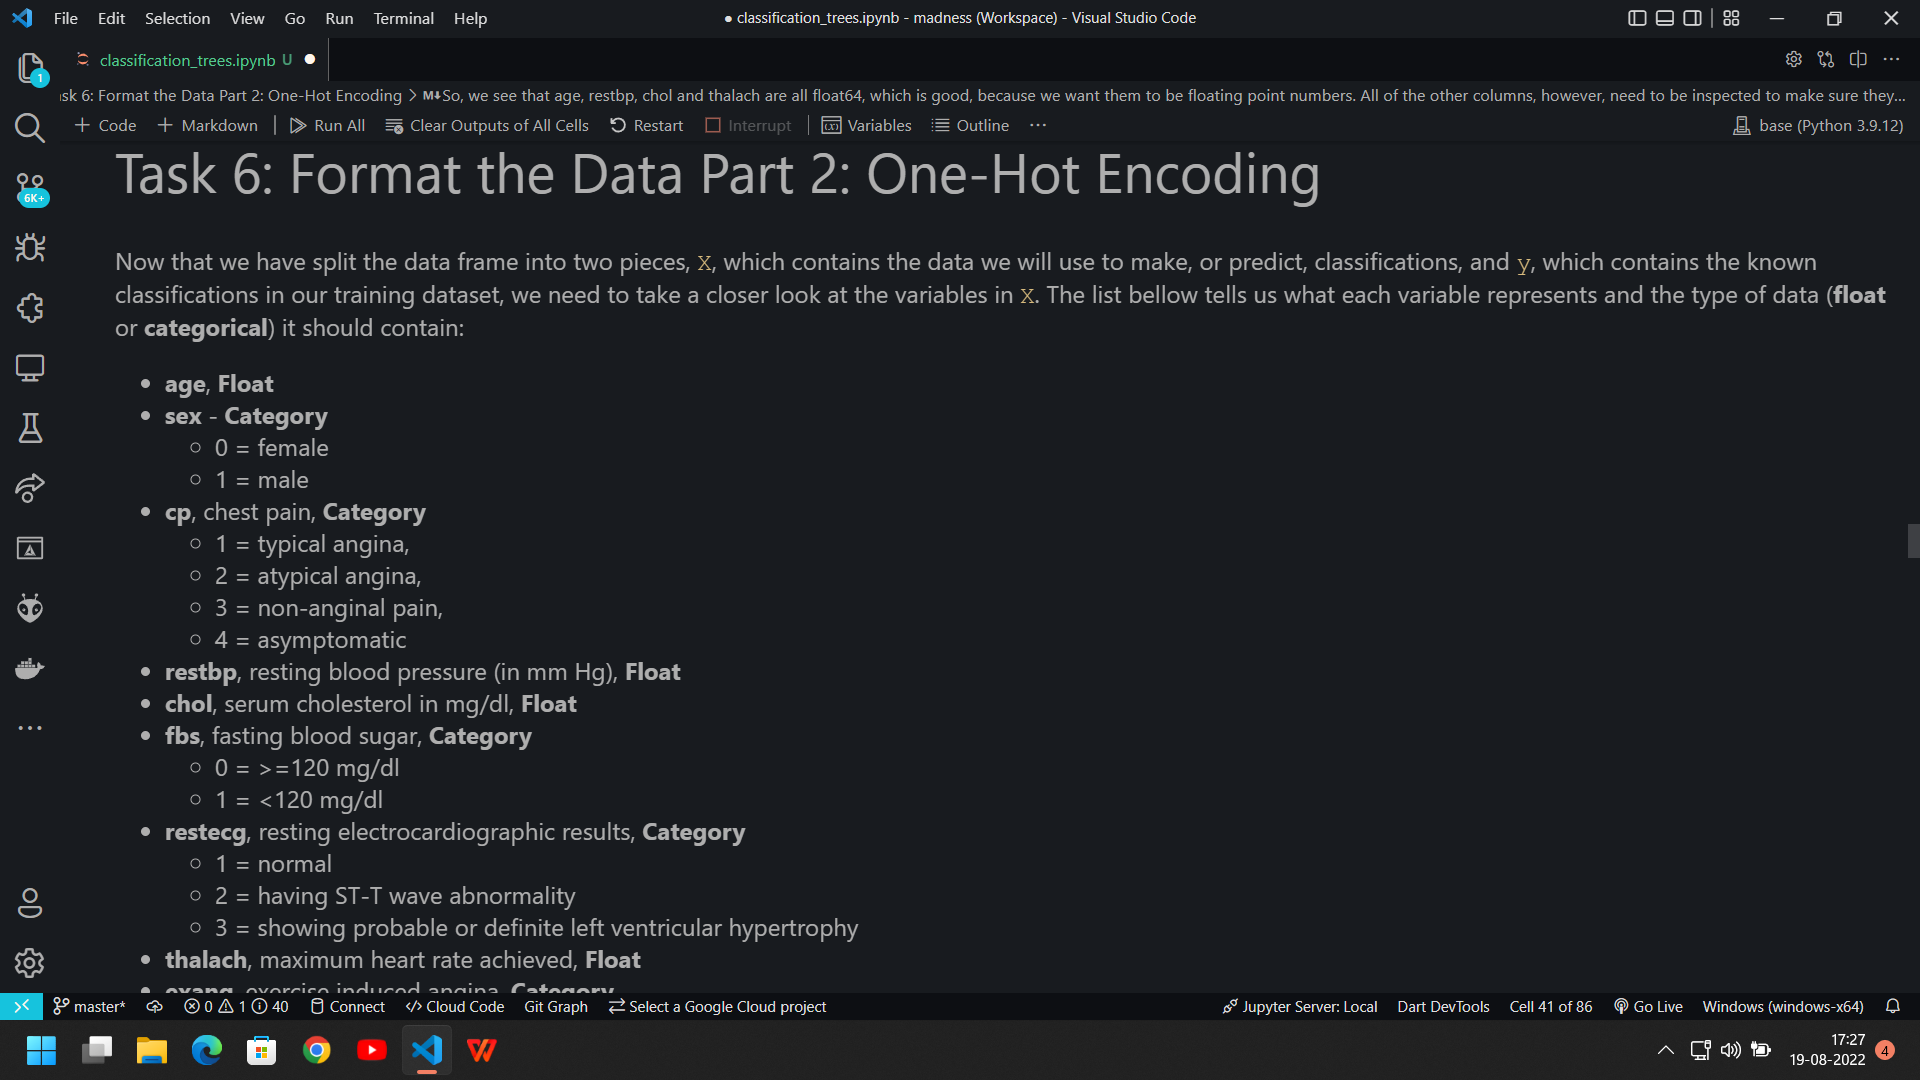 File Edit Selection View Go Run Terminal Help
● classification_trees.ipynb - madness (Workspace) - Visual Studio Code
classification_trees.ipynb U ●
1
sk 6: Format the Data Part 2: One-Hot Encoding > M↓So, we see that age, restbp, chol and thalach are all float64, which is good, because we want them to be floating point numbers. All of the other columns, however, need to be inspected to make sure they...
+ Code + Markdown Run All Clear Outputs of All Cells Restart Interrupt Variables Outline ... base (Python 3.9.12)
6K+
Task 6: Format the Data Part 2: One-Hot Encoding
Now that we have split the data frame into two pieces, X, which contains the data we will use to make, or predict, classifications, and y, which contains the known
classifications in our training dataset, we need to take a closer look at the variables in X. The list bellow tells us what each variable represents and the type of data (float
or categorical) it should contain:
• age, Float
• sex - Category
○ 0 = female
○ 1 = male
• cp, chest pain, Category
○ 1 = typical angina,
○ 2 = atypical angina,
○ 3 = non-anginal pain,
○ 4 = asymptomatic
• restbp, resting blood pressure (in mm Hg), Float
• chol, serum cholesterol in mg/dl, Float
• fbs, fasting blood sugar, Category
○ 0 = >=120 mg/dl
○ 1 = <120 mg/dl
• restecg, resting electrocardiographic results, Category
○ 1 = normal
○ 2 = having ST-T wave abnormality
○ 3 = showing probable or definite left ventricular hypertrophy
• thalach, maximum heart rate achieved, Float
• exang, exercise induced angina, Category
master* 0 1 40 Connect Cloud Code Git Graph Select a Google Cloud project Jupyter Server: Local Dart DevTools Cell 41 of 86 Go Live Windows (windows-x64)
17:27
19-08-2022
4